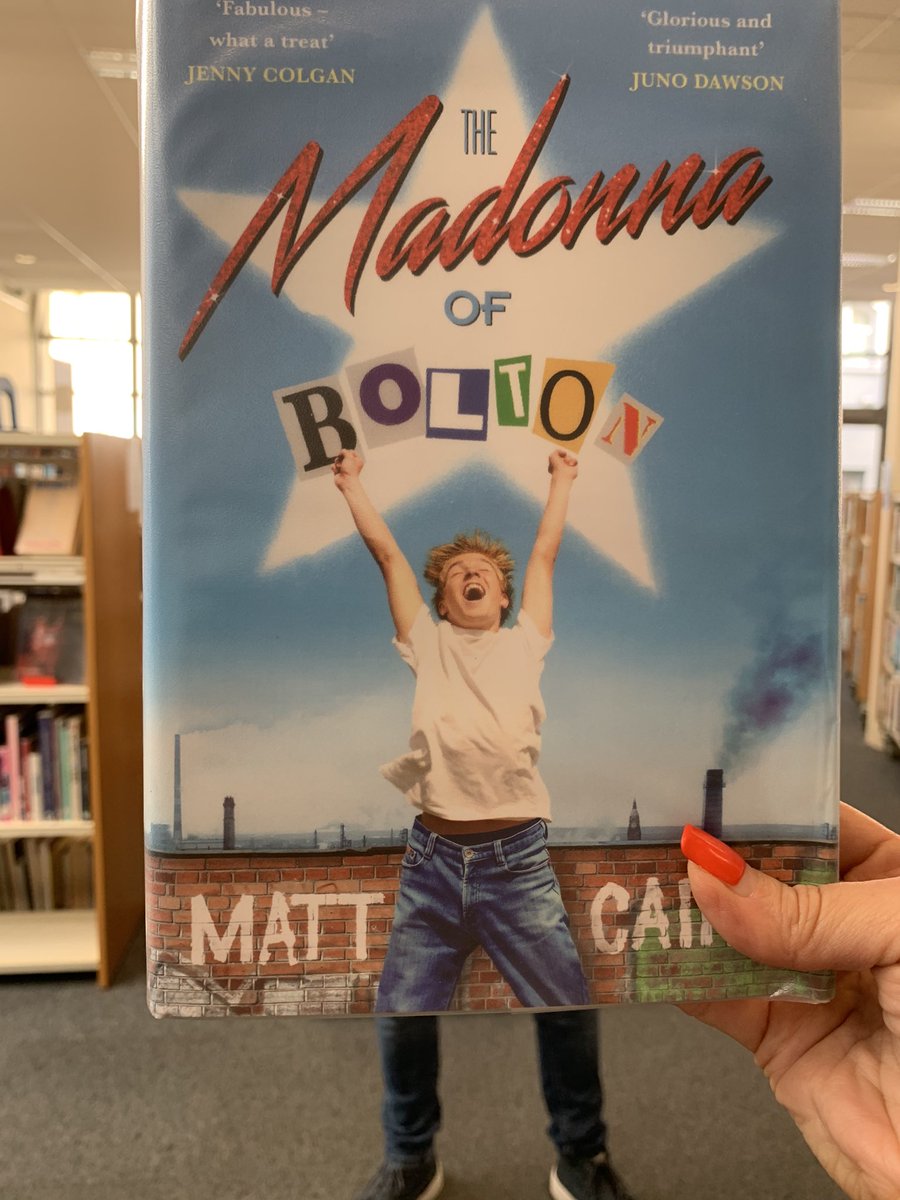 'Fabulous –
what a treat'
JENNY COLGAN
'Glorious and
triumphant'
JUNO DAWSON
THE
Madonna
OF
BOLTON
MATT